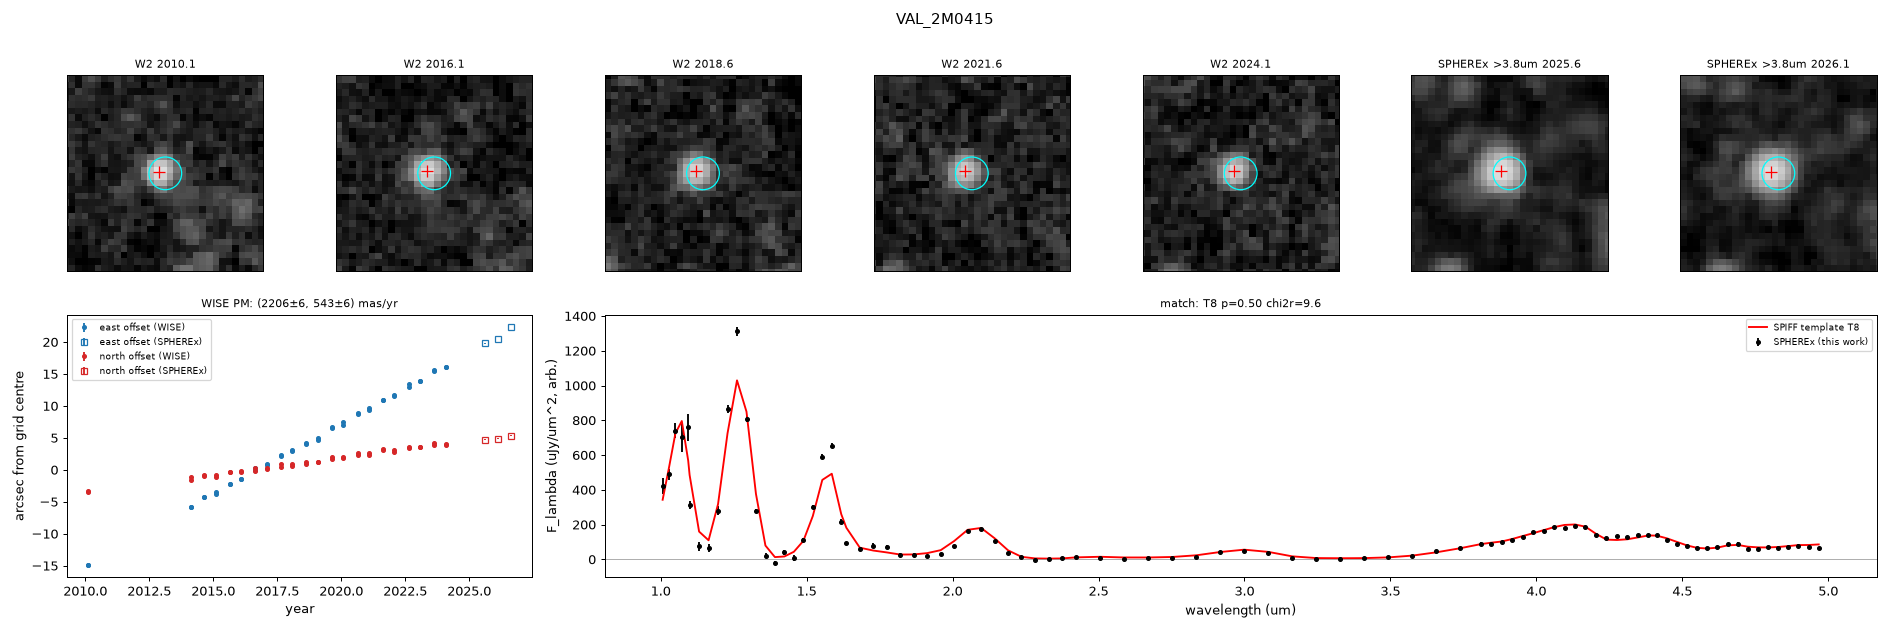 VAL_2M0415
W2 2010.1
W2 2016.1
W2 2018.6
W2 2021.6
W2 2024.1
SPHEREx >3.8um 2025.6
SPHEREx >3.8um 2026.1
WISE PM: (2206±6, 543±6) mas/yr
east offset (WISE)
east offset (SPHEREx)
north offset (WISE)
north offset (SPHEREx)
arcsec from grid centre
20
15
10
5
0
−5
−10
−15
2010.0 2012.5 2015.0 2017.5 2020.0 2022.5 2025.0
year
match: T8 p=0.50 chi2r=9.6
SPIFF template T8
SPHEREx (this work)
F_lambda (uJy/um^2, arb.)
1400
1200
1000
800
600
400
200
0
1.0 1.5 2.0 2.5 3.0 3.5 4.0 4.5 5.0
wavelength (um)